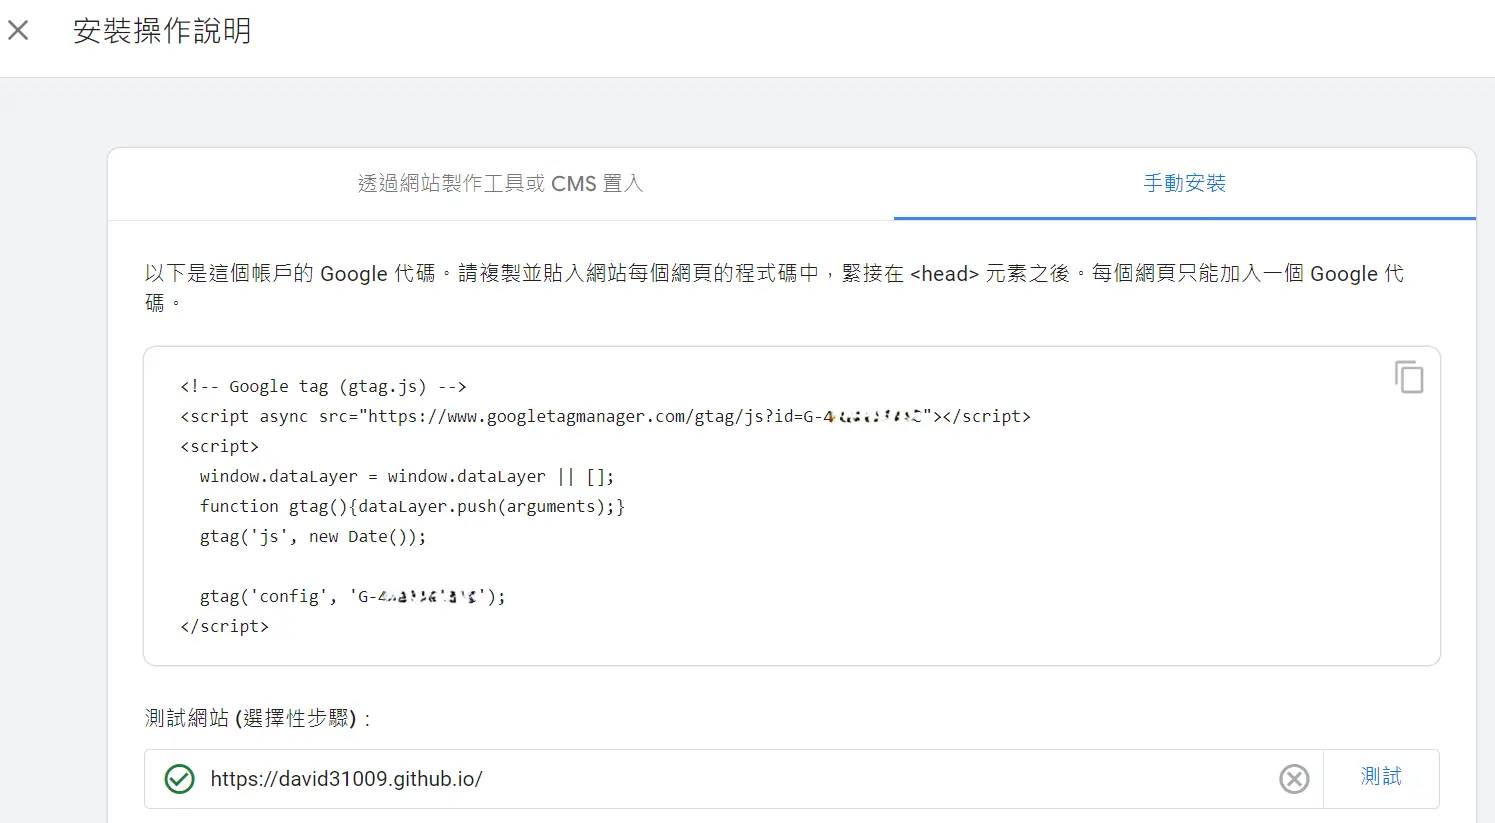 安裝操作說明
透過網站製作工具或 CMS 置入
手動安裝
以下是這個帳戶的 Google 代碼。請複製並貼入網站每個網頁的程式碼中，緊接在 <head> 元素之後。每個網頁只能加入一個 Google 代
碼。
<!-- Google tag (gtag.js) -->
<script async src="https://www.googletagmanager.com/gtag/js?id=G-4"></script>
<script>
window.dataLayer = window.dataLayer || [];
function gtag(){dataLayer.push(arguments);}
gtag('js', new Date());
gtag('config', 'G-4');
</script>
測試網站 (選擇性步驟)：
https://david31009.github.io/
測試